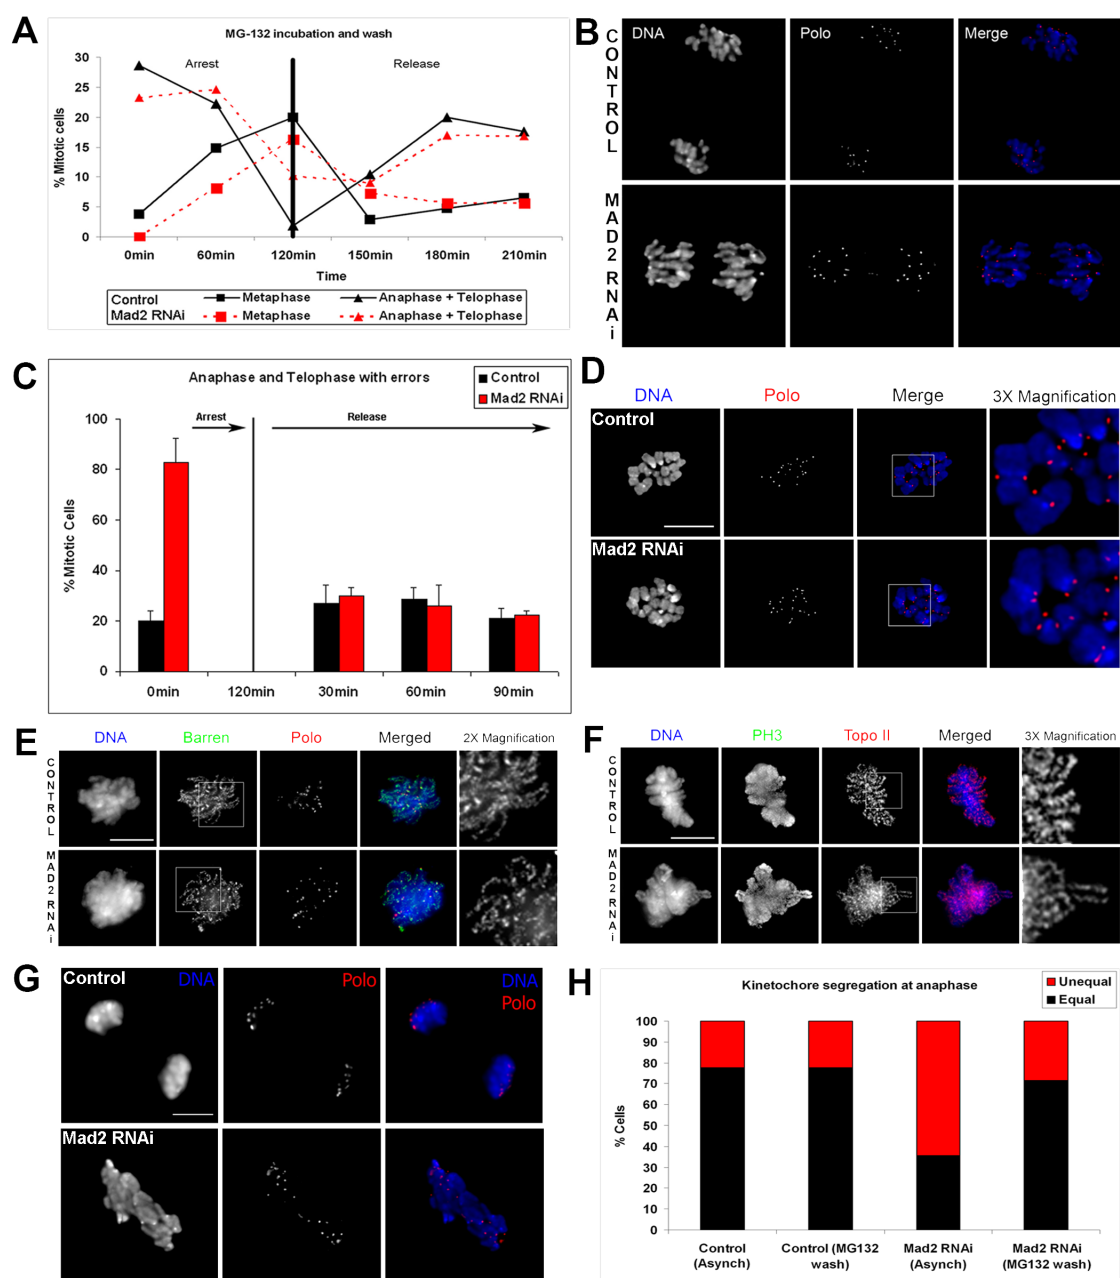 A
MG-132 incubation and wash
Arrest
Release
30
25
20
15
10
5
0
% Mitotic cells
0min 60min 120min 150min 180min 210min
Time
Control Metaphase Anaphase + Telophase
Mad2 RNAi Metaphase Anaphase + Telophase
B
DNA Polo Merge
CONTROL
MAD2 RNAi
C
Anaphase and Telophase with errors
Control
Mad2 RNAi
Arrest
Release
100
80
60
40
20
0
% Mitotic Cells
0min 120min 30min 60min 90min
D
DNA Polo Merge 3X Magnification
Control
Mad2 RNAi
E
DNA Barren Polo Merged 2X Magnification
CONTROL
MAD2 RNAi
F
DNA PH3 Topo II Merged 3X Magnification
CONTROL
MAD2 RNAi
G
Control DNA Polo DNA
Polo
Mad2 RNAi
H
Kinetochore segregation at anaphase
Unequal
Equal
100
90
80
70
60
50
40
30
20
10
0
% Cells
Control (Asynch)
Control (MG132 wash)
Mad2 RNAi (Asynch)
Mad2 RNAi (MG132 wash)